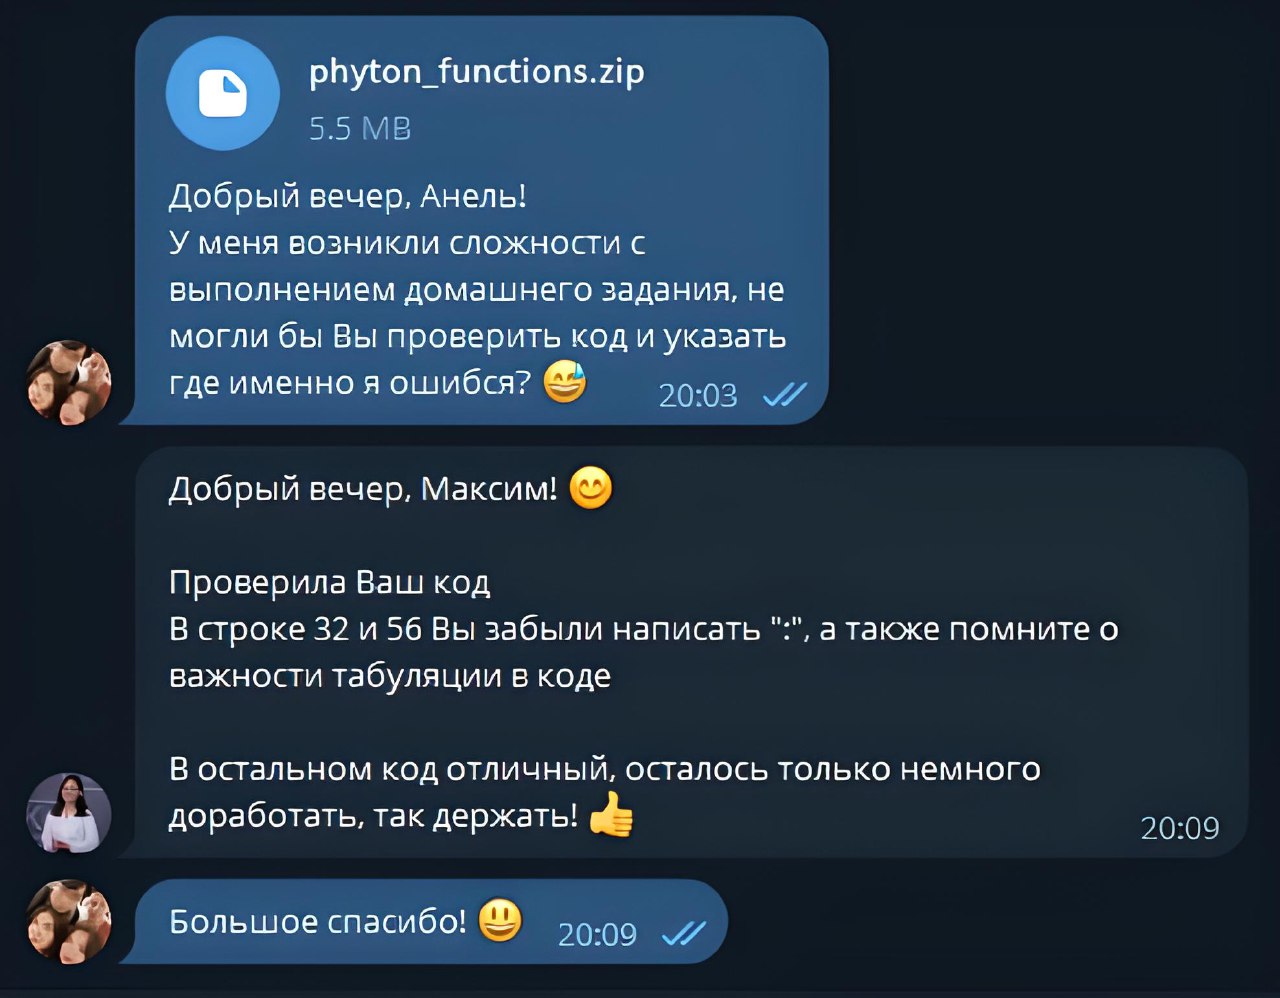 phyton_functions.zip
5.5 MB
Добрый вечер, Анель!
У меня возникли сложности с
выполнением домашнего задания, не
могли бы Вы проверить код и указать
где именно я ошибся? 😅 20:03
Добрый вечер, Максим! 😊
Проверила Ваш код
В строке 32 и 56 Вы забыли написать ":", а также помните о
важности табуляции в коде
В остальном код отличный, осталось только немного
доработать, так держать! 👍 20:09
Большое спасибо! 😃 20:09